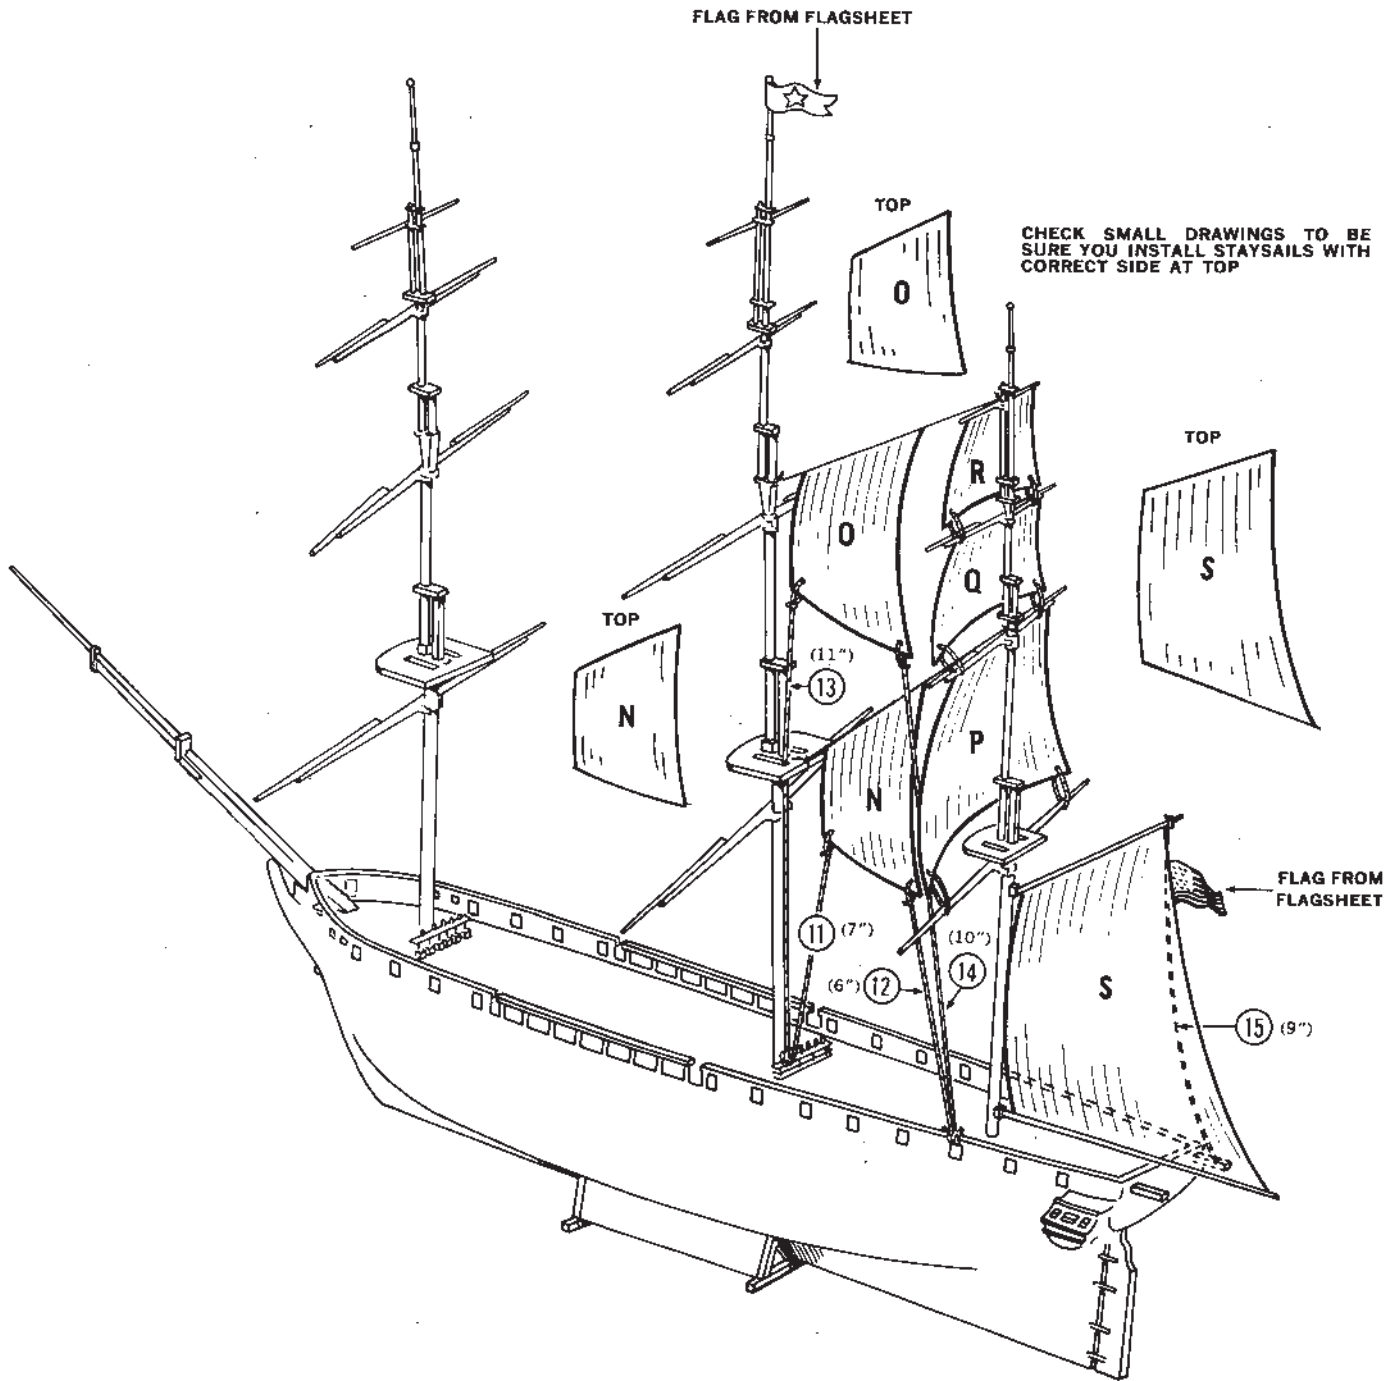 FLAG FROM FLAGSHEET
TOP
O
CHECK SMALL DRAWINGS TO BE
SURE YOU INSTALL STAYSAILS WITH
CORRECT SIDE AT TOP
TOP
S
R
O
Q
TOP
N
(11")
13
P
N
FLAG FROM
FLAGSHEET
11 (7")
(10")
14
(6") 12
S
15 (9")